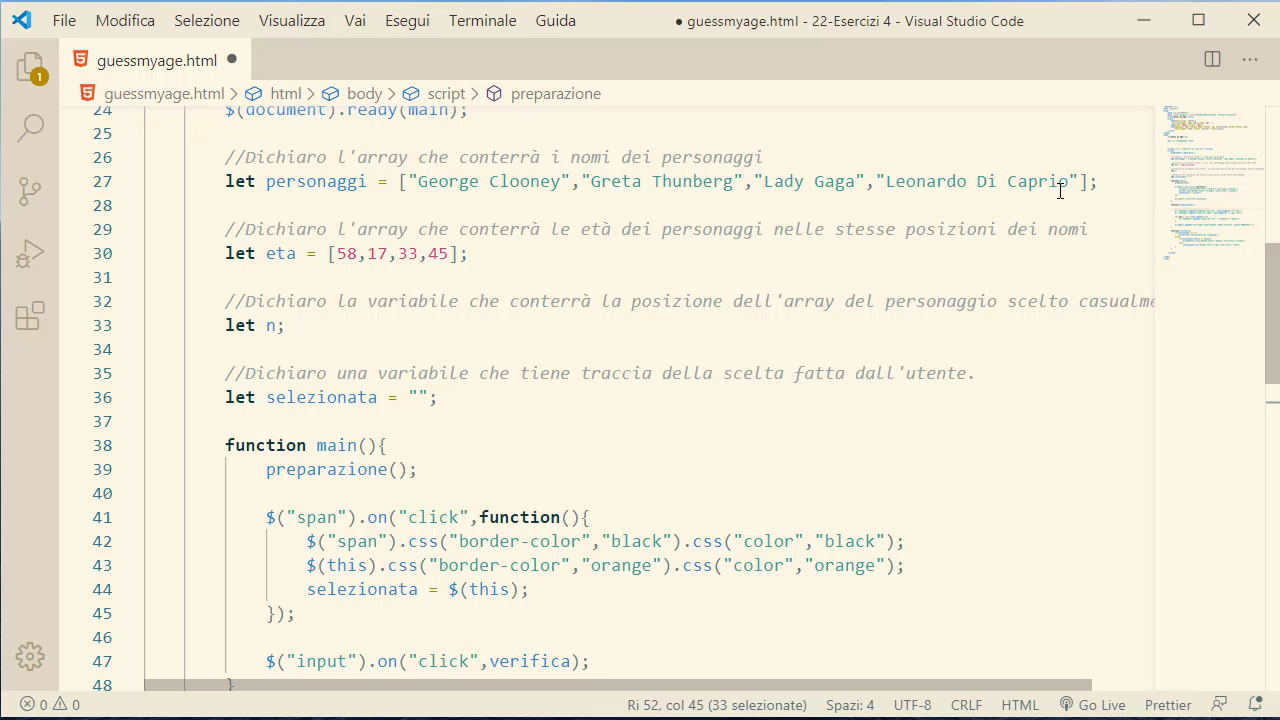 File Modifica Selezione Visualizza Vai Esegui Terminale Guida ● guessmyage.html - 22-Esercizi 4 - Visual Studio Code
guessmyage.html ●
guessmyage.html > html > body > script > preparazione
24 $(document).ready(main);
25
26 //Dichiaro l'array che conterrà i nomi dei personaggi
27 let personaggi = ["George Clooney","Greta Thunberg","Lady Gaga","Leonardo Di Caprio"];
28
29 //Dichiaro l'array che conterrà le età dei personaggi nelle stesse posizioni dei nomi
30 let eta = [58,17,33,45];
31
32 //Dichiaro la variabile che conterrà la posizione dell'array del personaggio scelto casualme
33 let n;
34
35 //Dichiaro una variabile che tiene traccia della scelta fatta dall'utente.
36 let selezionata = "";
37
38 function main(){
39 preparazione();
40
41 $("span").on("click",function(){
42 $("span").css("border-color","black").css("color","black");
43 $(this).css("border-color","orange").css("color","orange");
44 selezionata = $(this);
45 });
46
47 $("input").on("click",verifica);
48 }
1
0 0 Ri 52, col 45 (33 selezionate) Spazi: 4 UTF-8 CRLF HTML Go Live Prettier